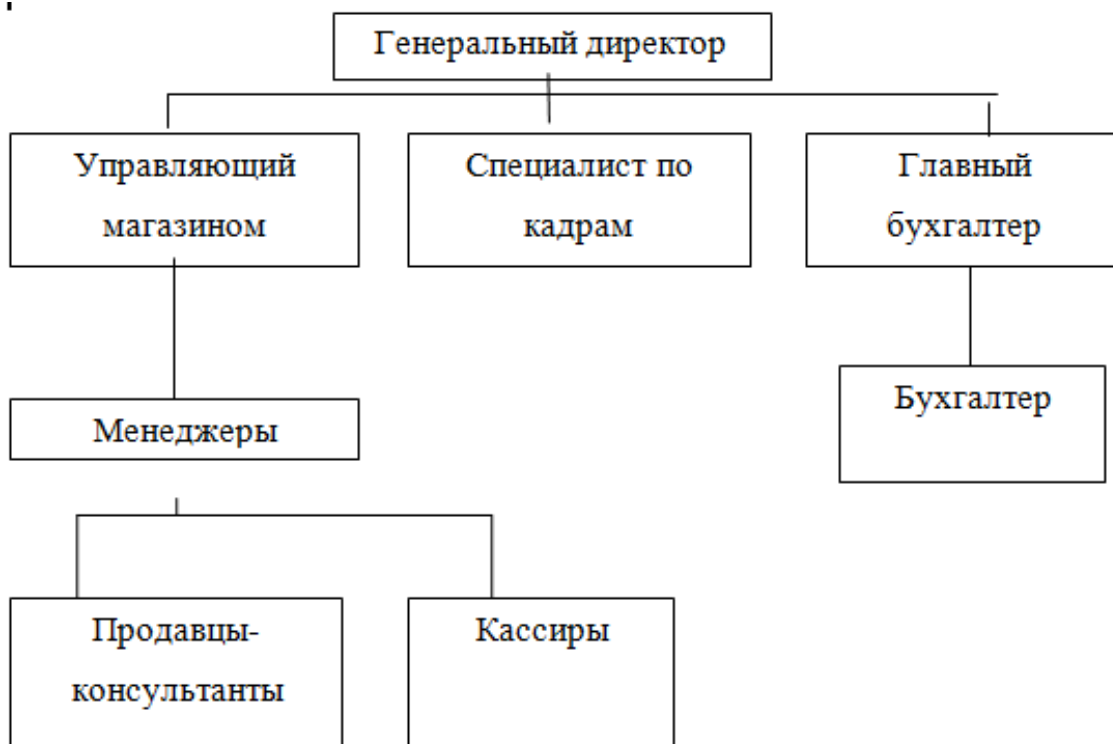 Генеральный директор
Управляющий
магазином
Специалист по
кадрам
Главный
бухгалтер
Бухгалтер
Менеджеры
Продавцы-
консультанты
Кассиры